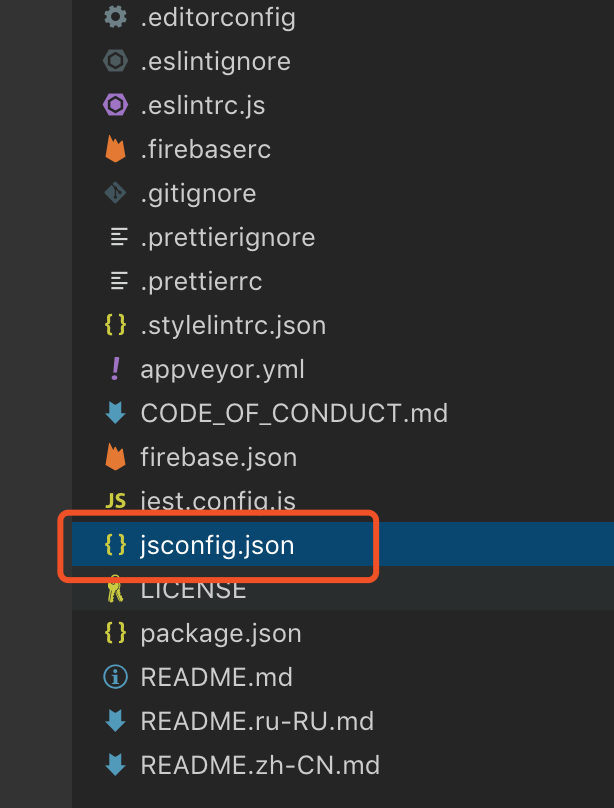 .editorconfig
.eslintignore
.eslintrc.js
.firebaserc
.gitignore
.prettierignore
.prettierrc
{} .stylelintrc.json
! appveyor.yml
CODE_OF_CONDUCT.md
firebase.json
JS jest.config.js
{} jsconfig.json
LICENSE
{} package.json
README.md
README.ru-RU.md
README.zh-CN.md